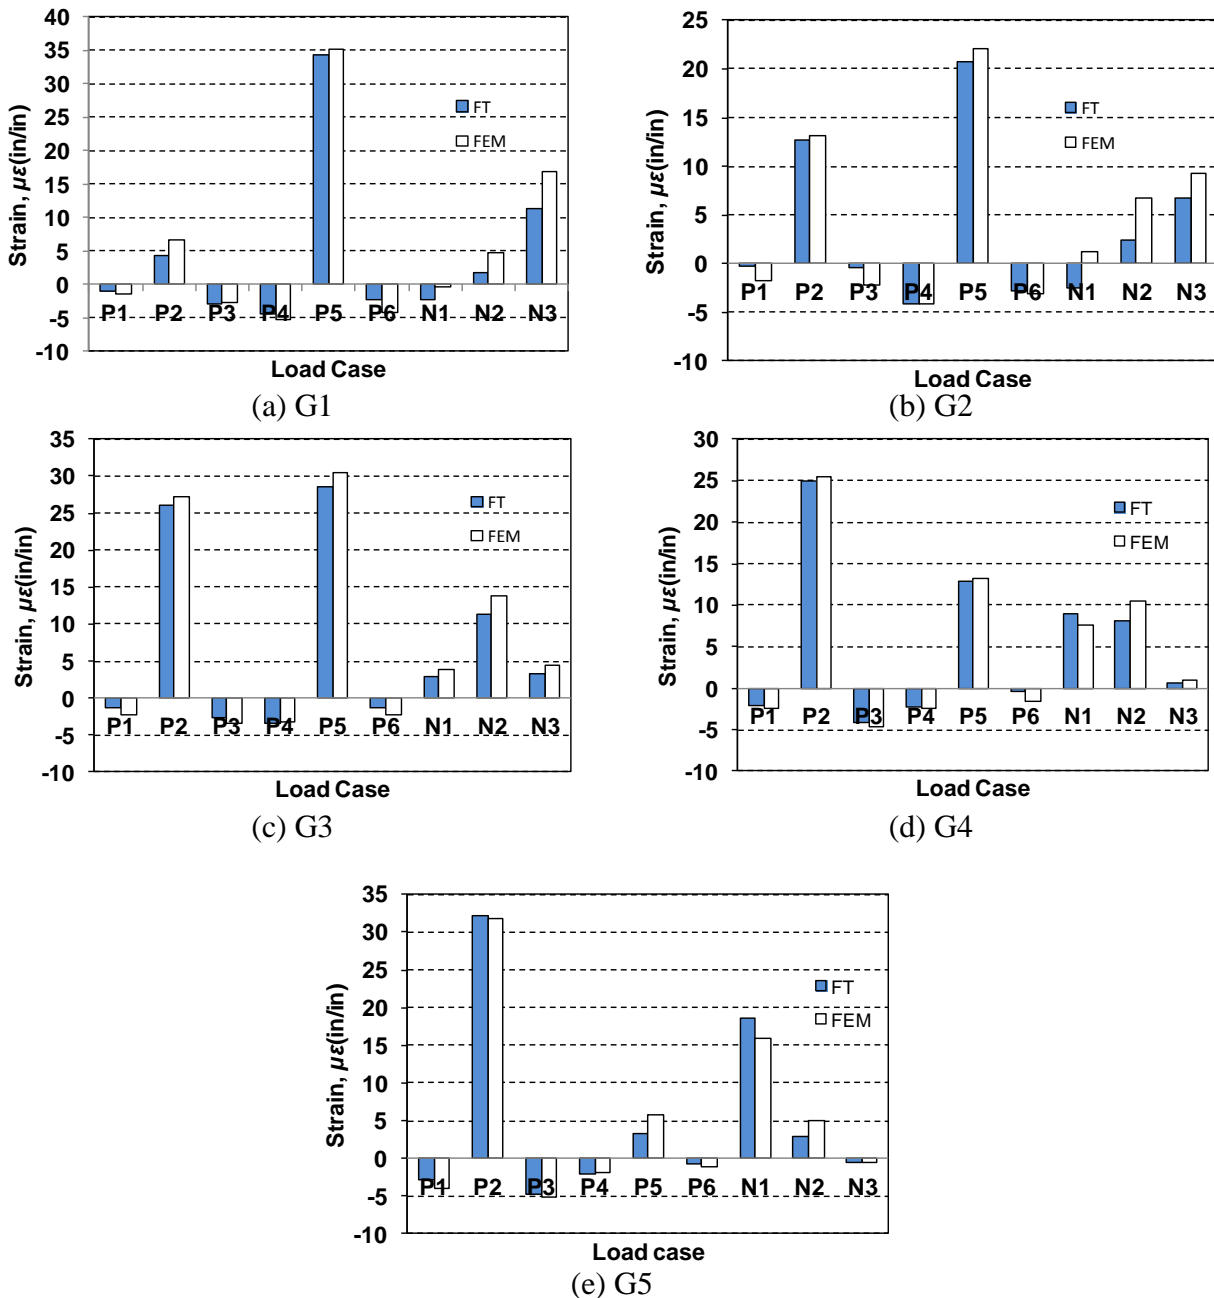 40
35
30
25
20
15
10
5
0
-5
-10
Strain, με(in/in)
FT
FEM
P1 P2 P3 P4 P5 P6 N1 N2 N3
Load Case
(a) G1
25
20
15
10
5
0
-5
-10
Strain, με(in/in)
FT
FEM
P1 P2 P3 P4 P5 P6 N1 N2 N3
Load Case
(b) G2
35
30
25
20
15
10
5
0
-5
-10
Strain, με(in/in)
FT
FEM
P1 P2 P3 P4 P5 P6 N1 N2 N3
Load Case
(c) G3
30
25
20
15
10
5
0
-5
-10
Strain, με(in/in)
FT
FEM
P1 P2 P3 P4 P5 P6 N1 N2 N3
Load Case
(d) G4
35
30
25
20
15
10
5
0
-5
-10
Strain, με(in/in)
FT
FEM
P1 P2 P3 P4 P5 P6 N1 N2 N3
Load case
(e) G5